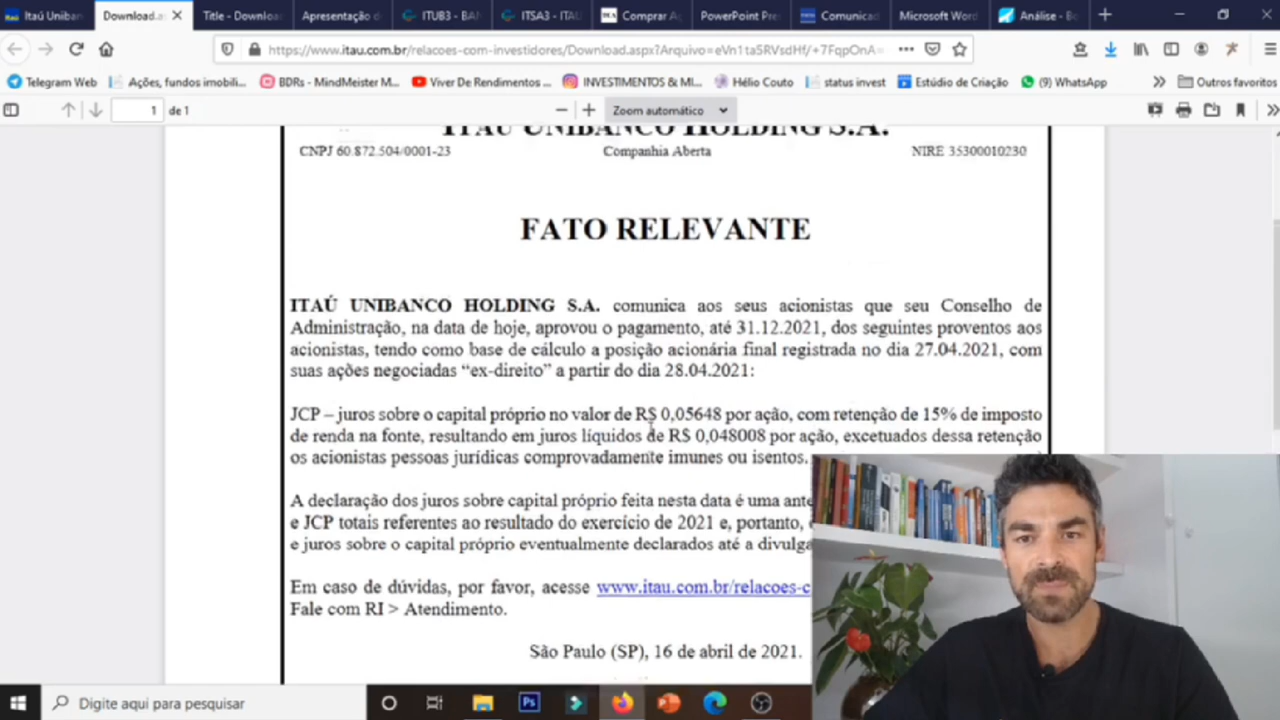 Itaú Uniban
Download.a
Title - Downloa
Apresentação d
ITUB3 - BAN
ITSA3 - ITAU
Comprar A
PowerPoint Pre
Comunicad
Microsoft Word
Análise - Bo
https://www.itau.com.br/relacoes-com-investidores/Download.aspx?Arquivo=eVn1ta5RVsdHf/+7FqpOnA=
Telegram Web
Ações, fundos imobili...
BDRs - MindMeister M...
Viver De Rendimentos ...
INVESTIMENTOS & MI...
Hélio Couto
status invest
Estúdio de Criação
(9) WhatsApp
Outros favoritos
1 de 1
Zoom automático
ITAÚ UNIBANCO HOLDING S.A.
CNPJ 60.872.504/0001-23 Companhia Aberta NIRE 35300010230
FATO RELEVANTE
ITAÚ UNIBANCO HOLDING S.A. comunica aos seus acionistas que seu Conselho de
Administração, na data de hoje, aprovou o pagamento, até 31.12.2021, dos seguintes proventos aos
acionistas, tendo como base de cálculo a posição acionária final registrada no dia 27.04.2021, com
suas ações negociadas “ex-direito” a partir do dia 28.04.2021:
JCP – juros sobre o capital próprio no valor de R$ 0,05648 por ação, com retenção de 15% de imposto
de renda na fonte, resultando em juros líquidos de R$ 0,048008 por ação, excetuados dessa retenção
os acionistas pessoas jurídicas comprovadamente imunes ou isentos.
A declaração dos juros sobre capital próprio feita nesta data é uma ante
e JCP totais referentes ao resultado do exercício de 2021 e, portanto,
e juros sobre o capital próprio eventualmente declarados até a divulga
Em caso de dúvidas, por favor, acesse www.itau.com.br/relacoes-c
Fale com RI > Atendimento.
São Paulo (SP), 16 de abril de 2021.
Digite aqui para pesquisar